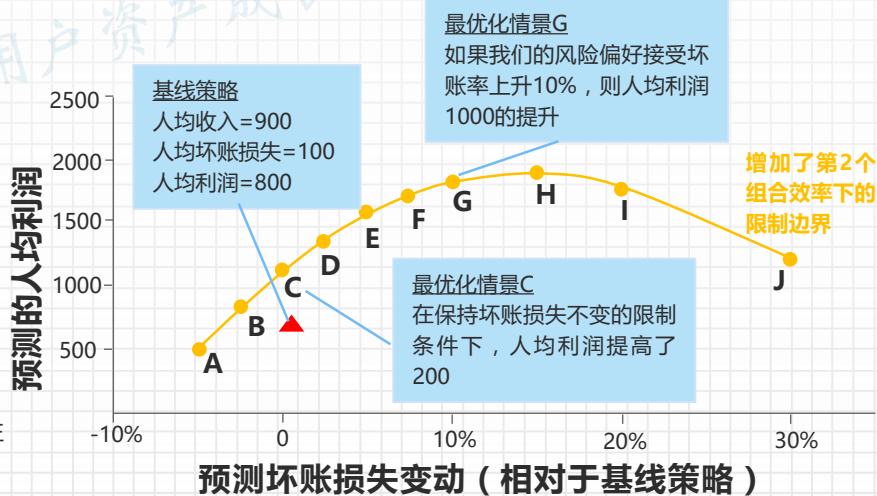 用户资产成
最优化情景G
如果我们的风险偏好接受坏
账率上升10%，则人均利润
1000的提升
基线策略
人均收入=900
人均坏账损失=100
人均利润=800
增加了第2个
组合效率下的
限制边界
预测的人均利润
2500
2000
1500
1000
500
A
B
C
D
E
F
G
H
I
J
最优化情景C
在保持坏账损失不变的限制
条件下，人均利润提高了
200
-10%
0
10%
20%
30%
预测坏账损失变动（相对于基线策略）